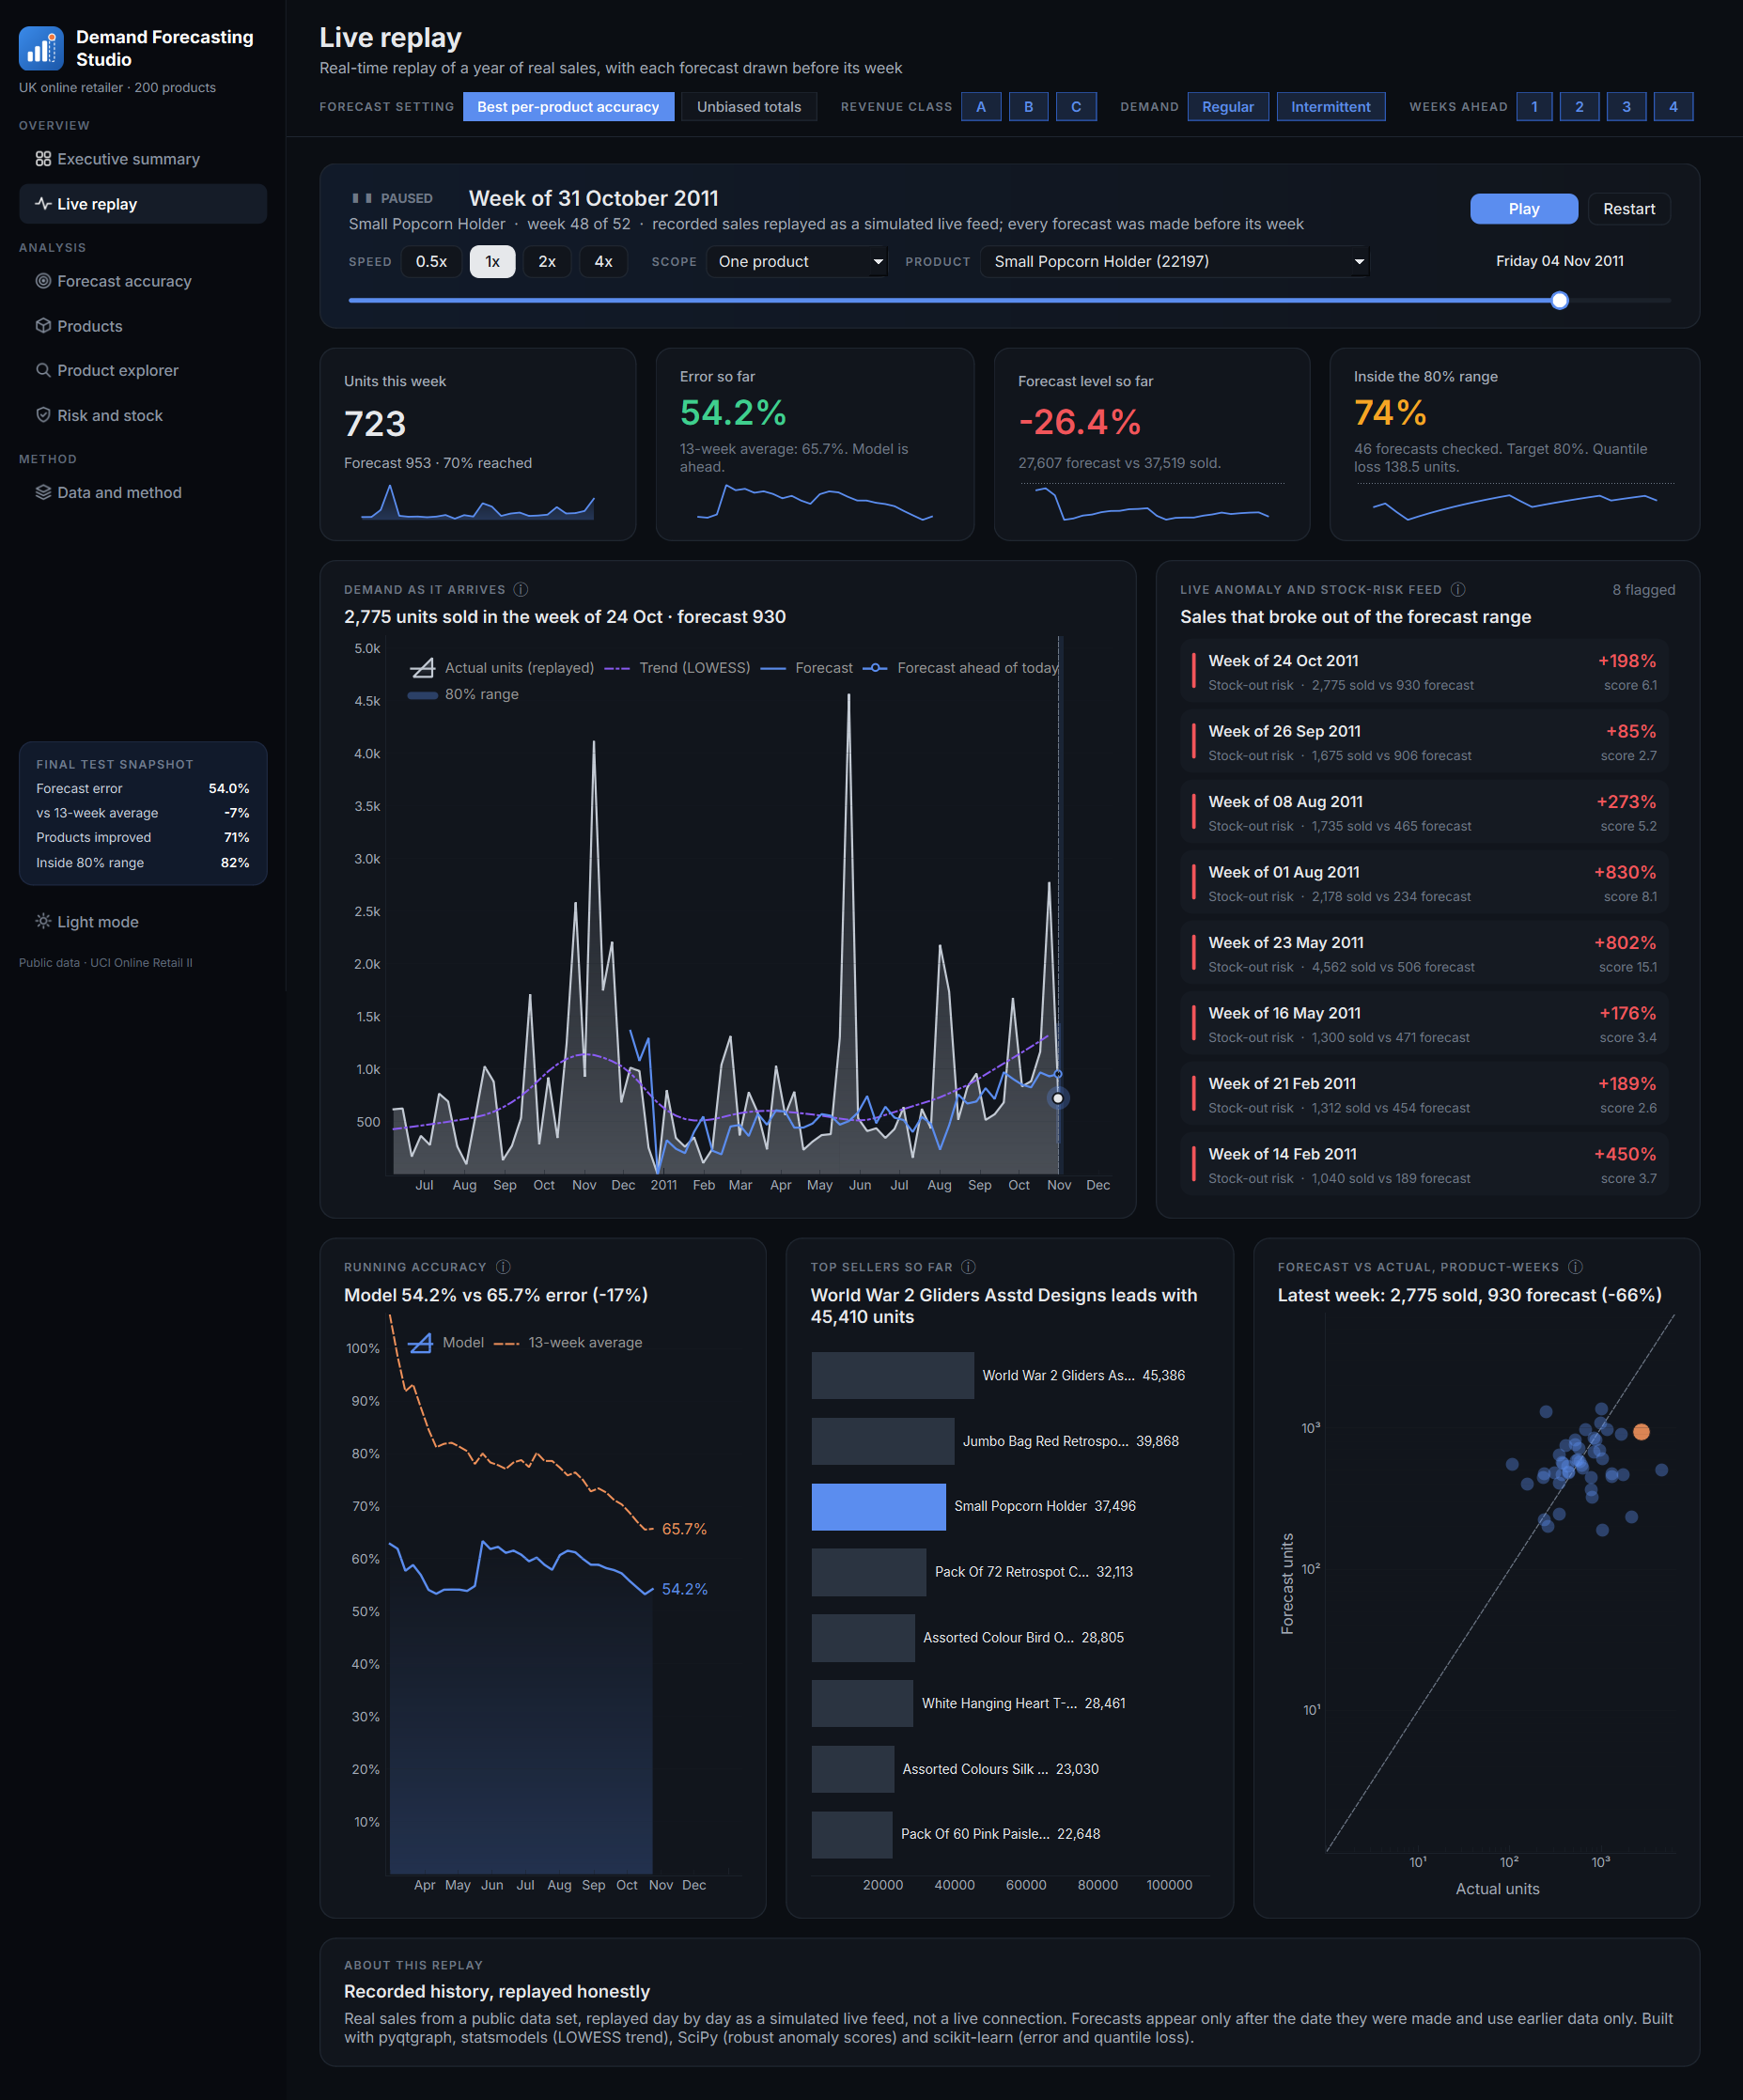 Demand Forecasting
Studio
UK online retailer · 200 products
OVERVIEW
Executive summary
Live replay
ANALYSIS
Forecast accuracy
Products
Product explorer
Risk and stock
METHOD
Data and method
FINAL TEST SNAPSHOT
Forecast error 54.0%
vs 13-week average -7%
Products improved 71%
Inside 80% range 82%
Light mode
Public data · UCI Online Retail II
Live replay
Real-time replay of a year of real sales, with each forecast drawn before its week
FORECAST SETTING Best per-product accuracy Unbiased totals REVENUE CLASS A B C DEMAND Regular Intermittent WEEKS AHEAD 1 2 3 4
PAUSED Week of 31 October 2011
Small Popcorn Holder · week 48 of 52 · recorded sales replayed as a simulated live feed; every forecast was made before its week
Play Restart
SPEED 0.5x 1x 2x 4x SCOPE One product PRODUCT Small Popcorn Holder (22197) Friday 04 Nov 2011
Units this week
723
Forecast 953 · 70% reached
Error so far
54.2%
13-week average: 65.7%. Model is
ahead.
Forecast level so far
-26.4%
27,607 forecast vs 37,519 sold.
Inside the 80% range
74%
46 forecasts checked. Target 80%. Quantile
loss 138.5 units.
DEMAND AS IT ARRIVES ⓘ
2,775 units sold in the week of 24 Oct · forecast 930
Actual units (replayed) Trend (LOWESS) Forecast Forecast ahead of today
80% range
5.0k
4.5k
4.0k
3.5k
3.0k
2.5k
2.0k
1.5k
1.0k
500
Jul Aug Sep Oct Nov Dec 2011 Feb Mar Apr May Jun Jul Aug Sep Oct Nov Dec
LIVE ANOMALY AND STOCK-RISK FEED ⓘ 8 flagged
Sales that broke out of the forecast range
Week of 24 Oct 2011 +198%
Stock-out risk · 2,775 sold vs 930 forecast score 6.1
Week of 26 Sep 2011 +85%
Stock-out risk · 1,675 sold vs 906 forecast score 2.7
Week of 08 Aug 2011 +273%
Stock-out risk · 1,735 sold vs 465 forecast score 5.2
Week of 01 Aug 2011 +830%
Stock-out risk · 2,178 sold vs 234 forecast score 8.1
Week of 23 May 2011 +802%
Stock-out risk · 4,562 sold vs 506 forecast score 15.1
Week of 16 May 2011 +176%
Stock-out risk · 1,300 sold vs 471 forecast score 3.4
Week of 21 Feb 2011 +189%
Stock-out risk · 1,312 sold vs 454 forecast score 2.6
Week of 14 Feb 2011 +450%
Stock-out risk · 1,040 sold vs 189 forecast score 3.7
RUNNING ACCURACY ⓘ
Model 54.2% vs 65.7% error (-17%)
Model 13-week average
100%
90%
80%
70%
60%
50%
40%
30%
20%
10%
65.7%
54.2%
Apr May Jun Jul Aug Sep Oct Nov Dec
TOP SELLERS SO FAR ⓘ
World War 2 Gliders Asstd Designs leads with
45,410 units
World War 2 Gliders As... 45,386
Jumbo Bag Red Retrospo... 39,868
Small Popcorn Holder 37,496
Pack Of 72 Retrospot C... 32,113
Assorted Colour Bird O... 28,805
White Hanging Heart T-... 28,461
Assorted Colours Silk ... 23,030
Pack Of 60 Pink Paisle... 22,648
20000 40000 60000 80000 100000
FORECAST VS ACTUAL, PRODUCT-WEEKS ⓘ
Latest week: 2,775 sold, 930 forecast (-66%)
Forecast units
10³
10²
10¹
10¹ 10² 10³
Actual units
ABOUT THIS REPLAY
Recorded history, replayed honestly
Real sales from a public data set, replayed day by day as a simulated live feed, not a live connection. Forecasts appear only after the date they were made and use earlier data only. Built
with pyqtgraph, statsmodels (LOWESS trend), SciPy (robust anomaly scores) and scikit-learn (error and quantile loss).